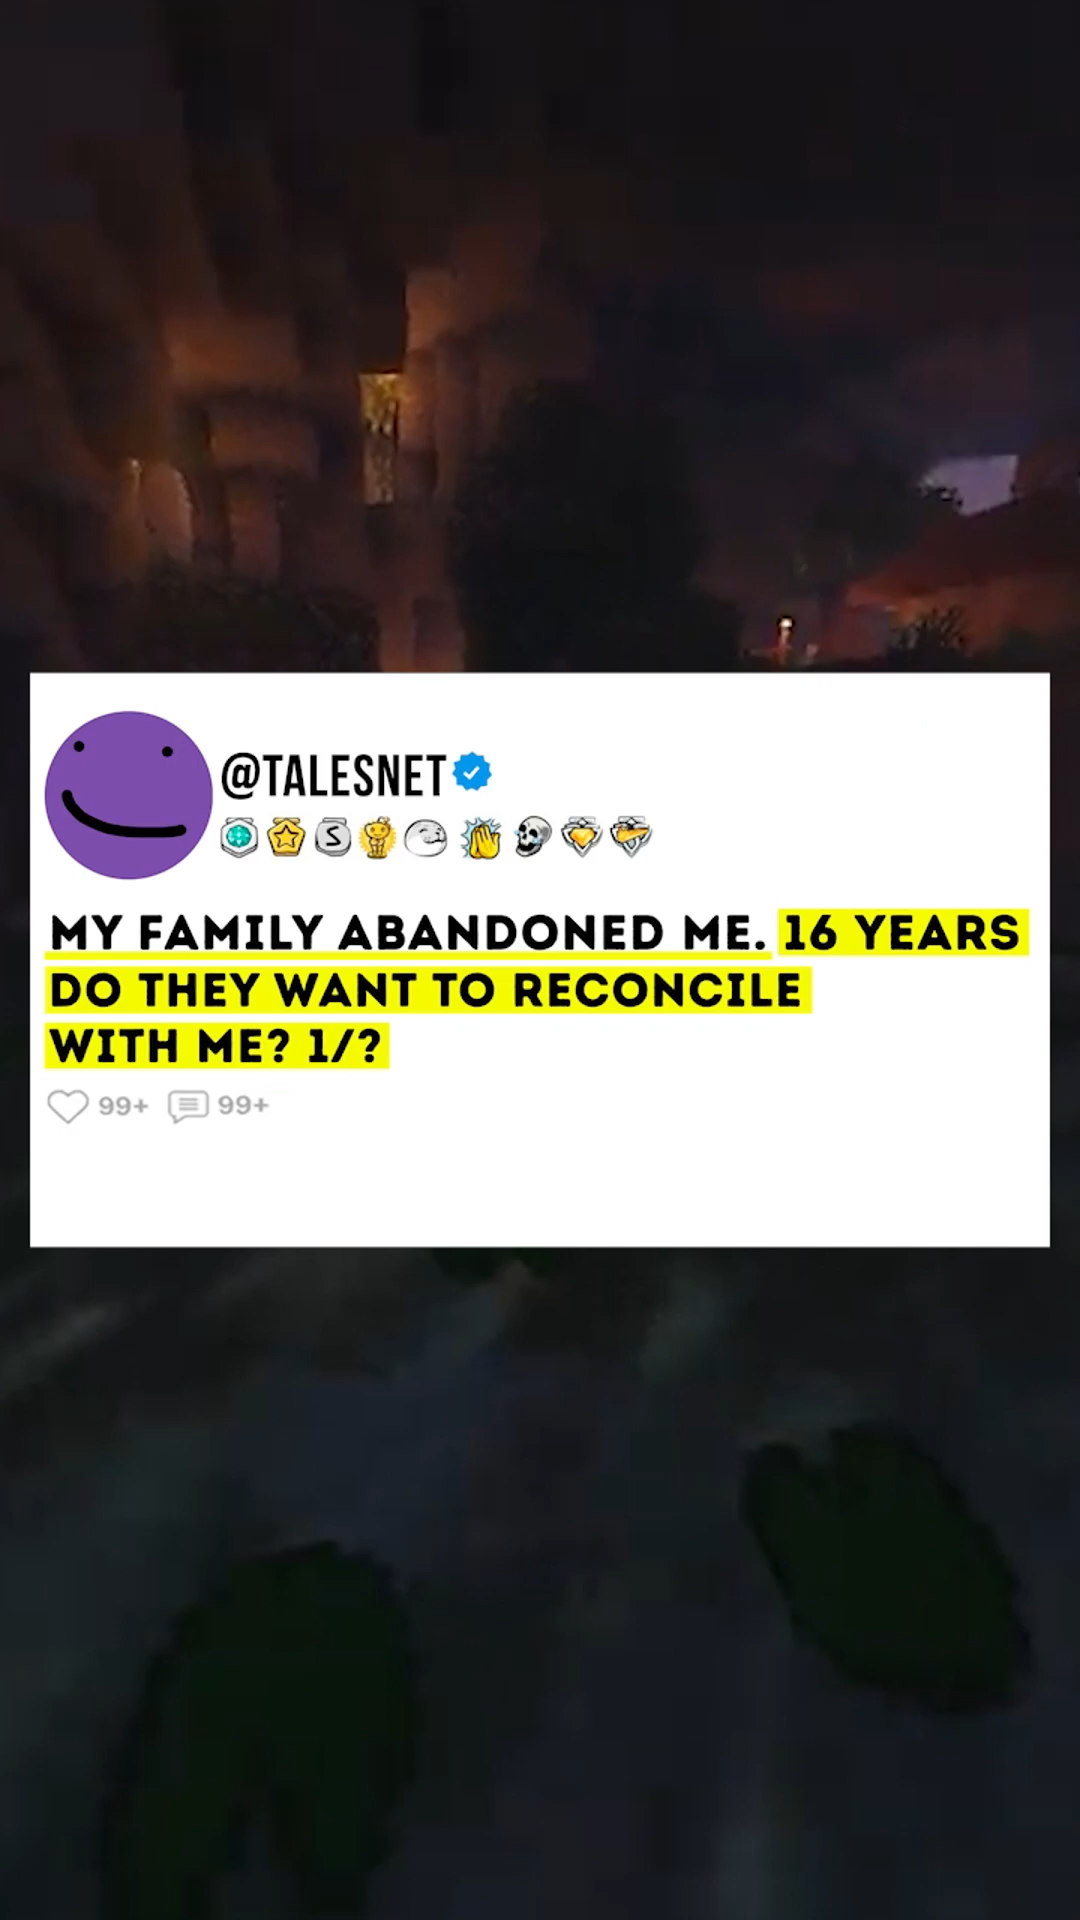 @TALESNET
MY FAMILY ABANDONED ME. 16 YEARS
DO THEY WANT TO RECONCILE
WITH ME? 1/?
99+ 99+